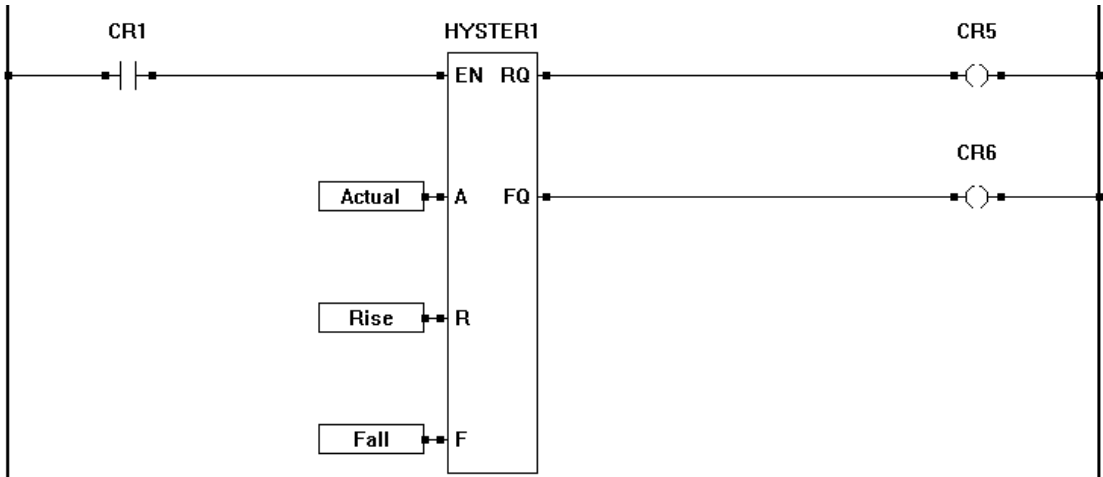 CR1 HYSTER1 CR5
EN RQ
CR6
Actual A FQ
Rise R
Fall F